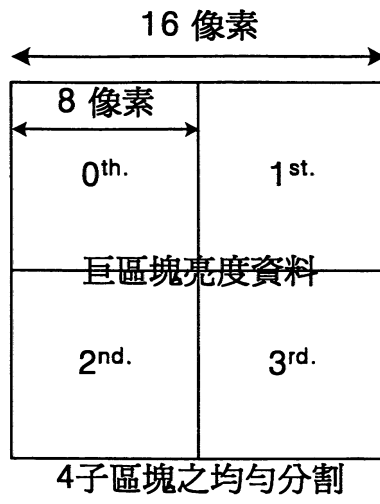 16 像素
8 像素
0th. 1st.
巨區塊亮度資料
2nd. 3rd.
4子區塊之均勻分割